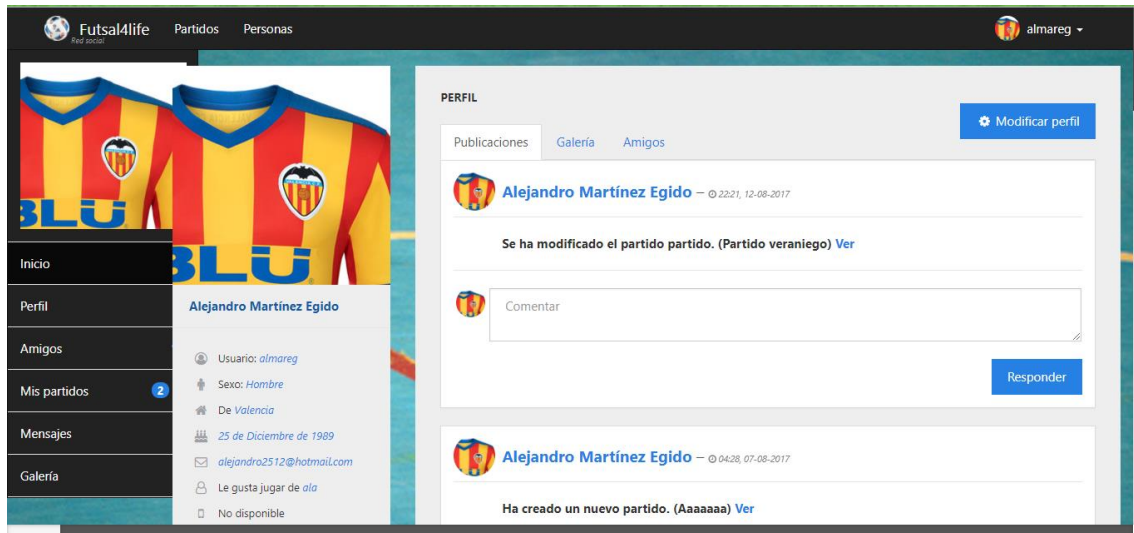 Futsal4life
Red social
Partidos
Personas
almareg
BLU
BLU
Inicio
Perfil
Amigos
Mis partidos 2
Mensajes
Galería
Alejandro Martínez Egido
Usuario: almareg
Sexo: Hombre
De Valencia
25 de Diciembre de 1989
alejandro2512@hotmail.com
Le gusta jugar de ala
No disponible
PERFIL
Modificar perfil
Publicaciones
Galería
Amigos
Alejandro Martínez Egido – 22:21, 12-08-2017
Se ha modificado el partido partido. (Partido veraniego) Ver
Comentar
Responder
Alejandro Martínez Egido – 04:28, 07-08-2017
Ha creado un nuevo partido. (Aaaaaaa) Ver